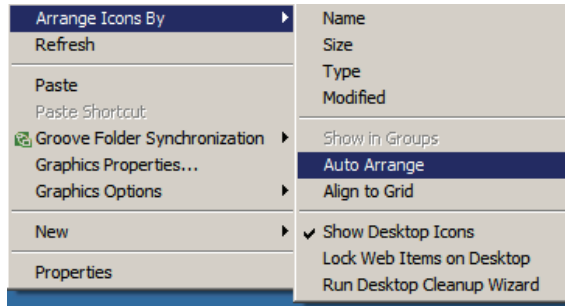 Arrange Icons By
Refresh
Paste
Paste Shortcut
Groove Folder Synchronization
Graphics Properties...
Graphics Options
New
Properties
Name
Size
Type
Modified
Show in Groups
Auto Arrange
Align to Grid
Show Desktop Icons
Lock Web Items on Desktop
Run Desktop Cleanup Wizard